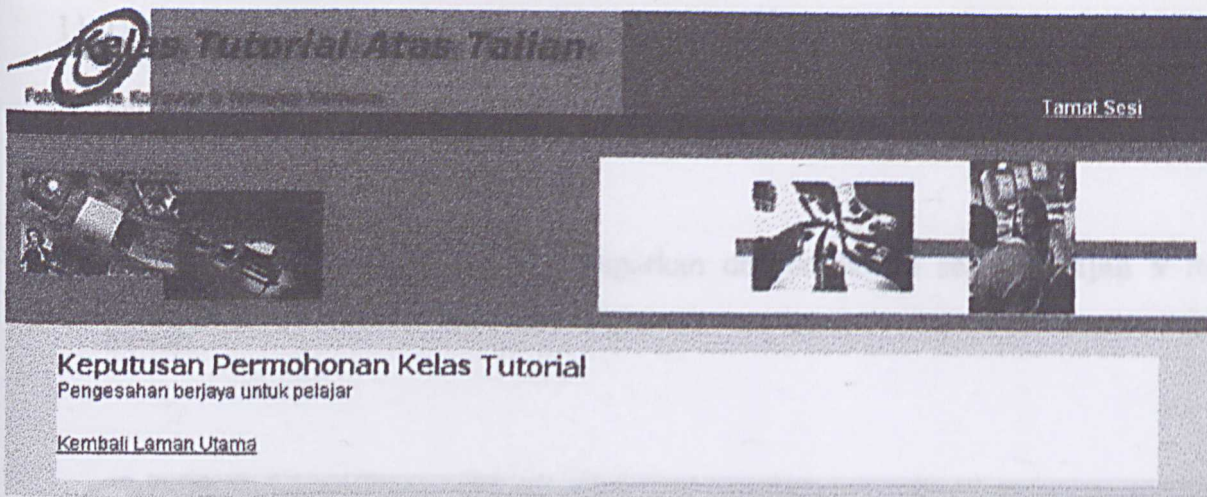 Kelas Tutorial Atas Talian
Tamat Sesi
Keputusan Permohonan Kelas Tutorial
Pengesahan berjaya untuk pelajar
Kembali Laman Utama